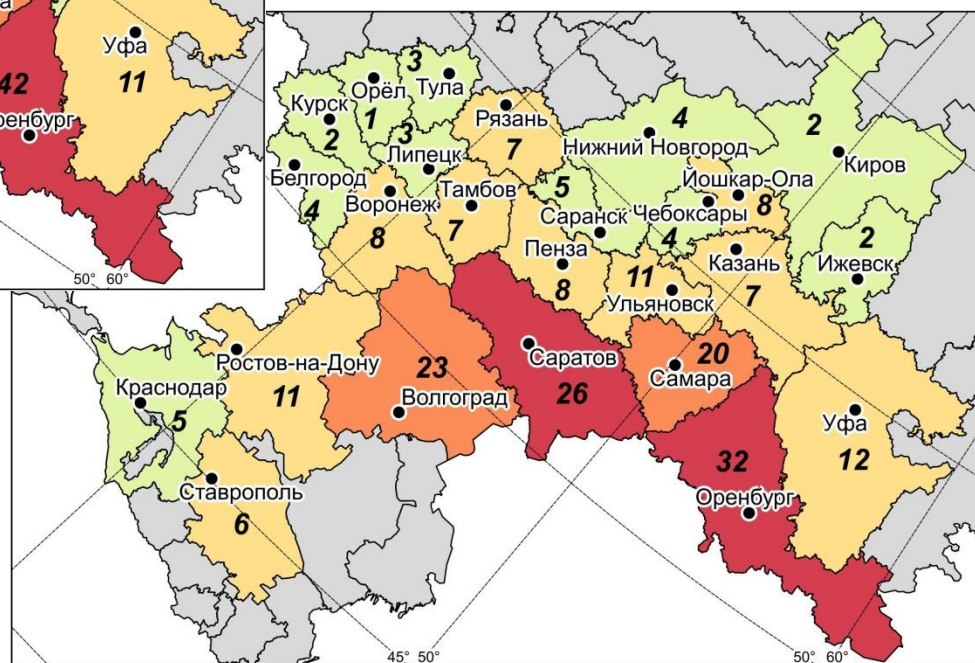 Уфа
11
42
50° 60°
3
Орёл
Тула
Курск
1
2
3
Рязань
7
4
2
Нижний Новгород
Киров
Липецк
Белгород
Йошкар-Ола
8
5
4
Воронеж
Тамбов
Саранск
Чебоксары
8
7
4
2
Пенза
8
11
Казань
Ижевск
Ульяновск
7
Ростов-на-Дону
11
23
Саратов
20
Самара
Краснодар
5
Волгоград
26
Уфа
12
32
Ставрополь
6
Оренбург
45° 50°
50° 60°